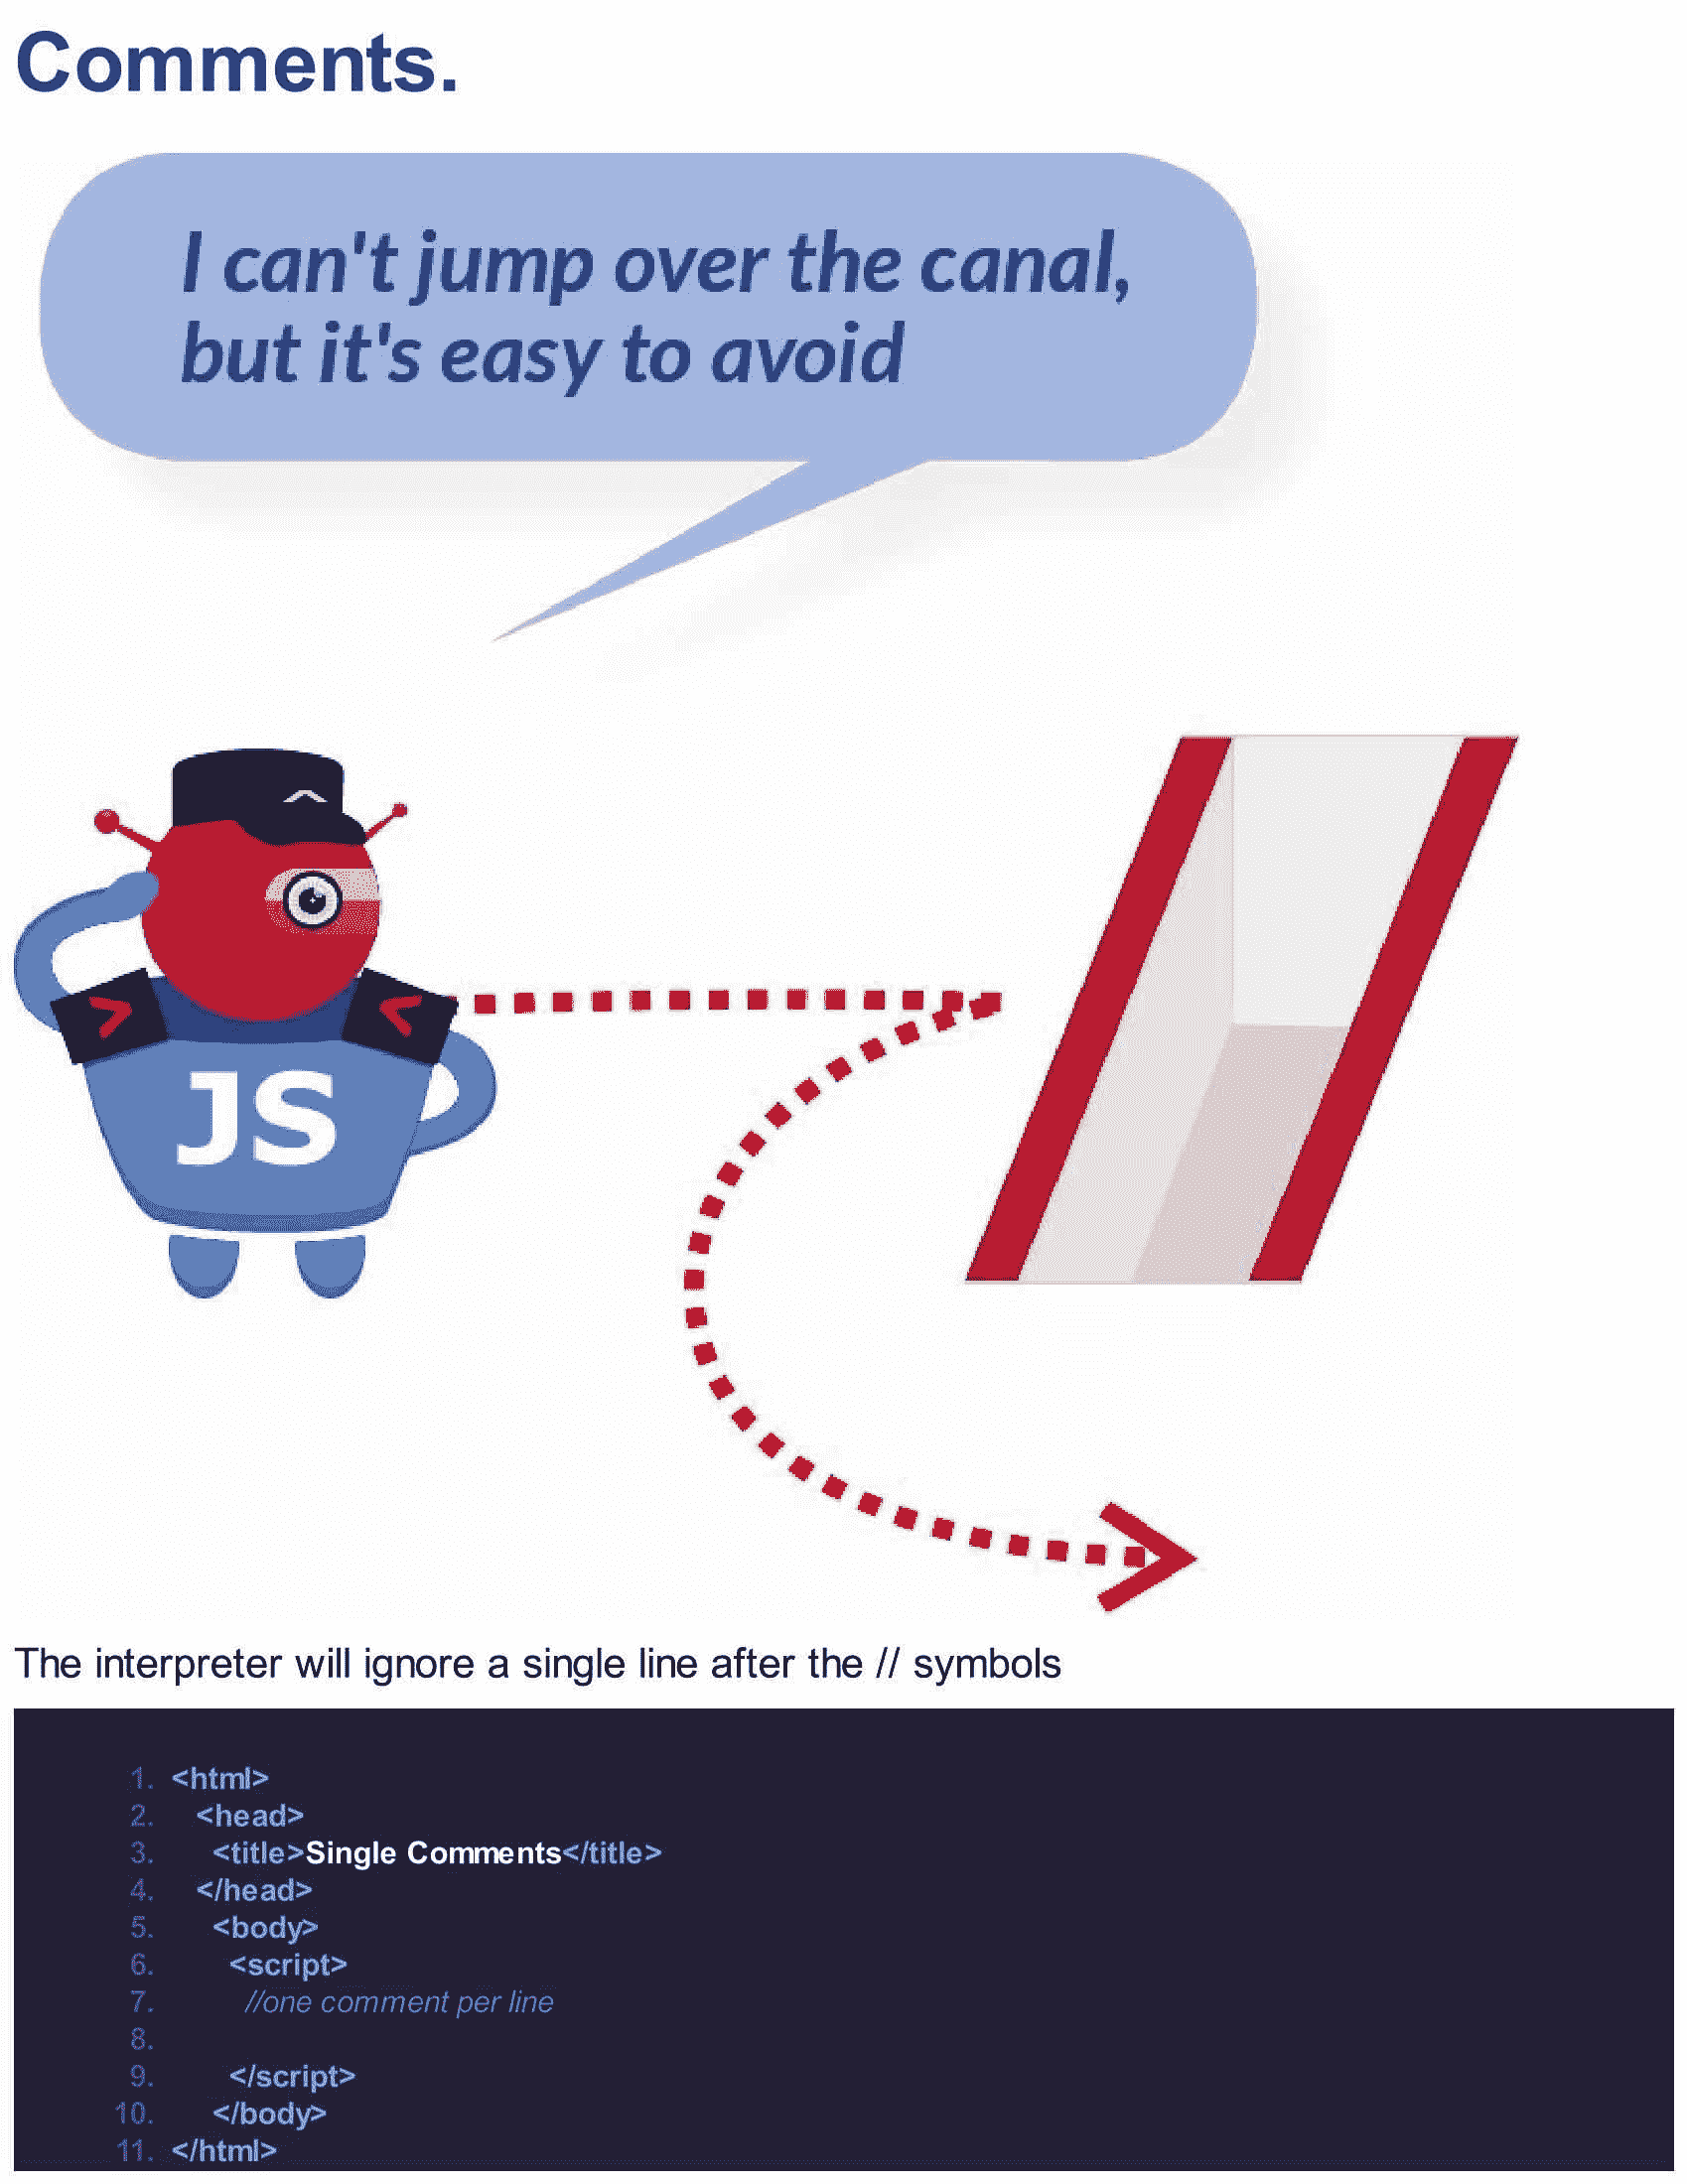 Comments.
I can't jump over the canal,
but it's easy to avoid
^
> <
JS
The interpreter will ignore a single line after the // symbols
1. <html>
2. <head>
3. <title>Single Comments</title>
4. </head>
5. <body>
6. <script>
7. //one comment per line
8.
9. </script>
10. </body>
11. </html>